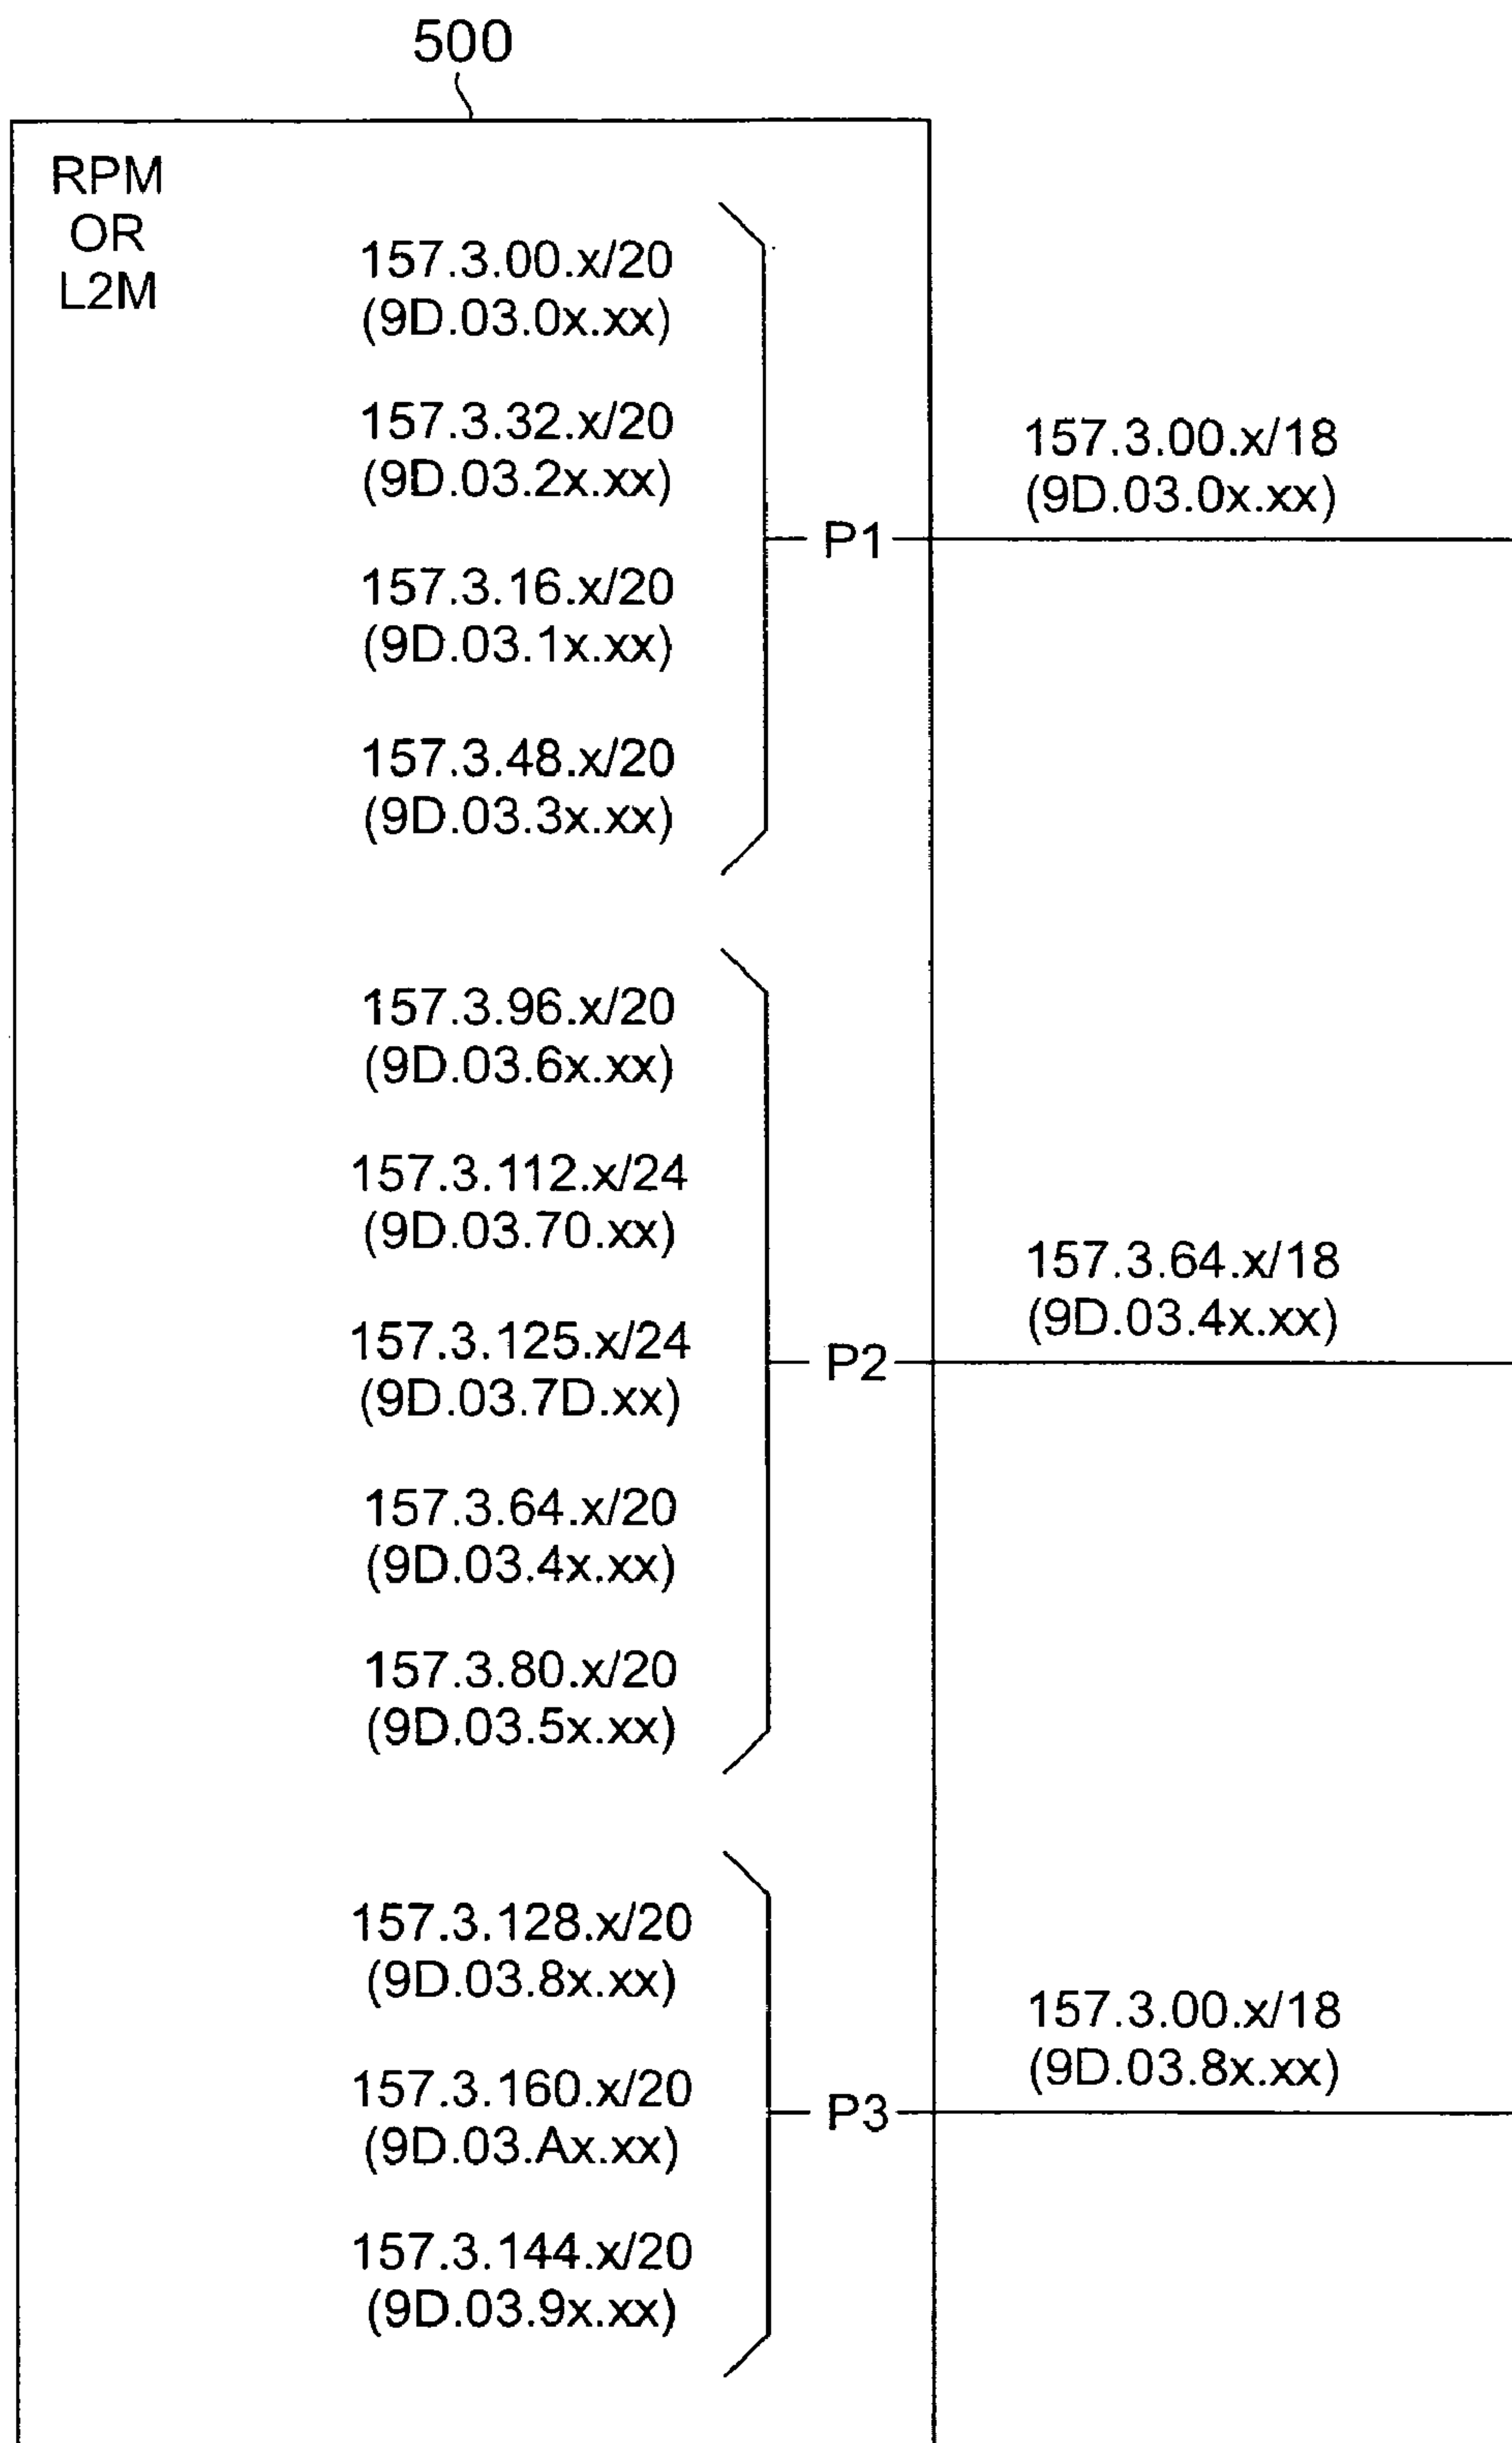 500
RPM
OR
L2M
157.3.00.x/20
(9D.03.0x.xx)
157.3.32.x/20
(9D.03.2x.xx)
157.3.16.x/20
(9D.03.1x.xx)
157.3.48.x/20
(9D.03.3x.xx)
P1
157.3.00.x/18
(9D.03.0x.xx)
157.3.96.x/20
(9D.03.6x.xx)
157.3.112.x/24
(9D.03.70.xx)
157.3.125.x/24
(9D.03.7D.xx)
157.3.64.x/20
(9D.03.4x.xx)
157.3.80.x/20
(9D.03.5x.xx)
P2
157.3.64.x/18
(9D.03.4x.xx)
157.3.128.x/20
(9D.03.8x.xx)
157.3.160.x/20
(9D.03.Ax.xx)
157.3.144.x/20
(9D.03.9x.xx)
P3
157.3.00.x/18
(9D.03.8x.xx)